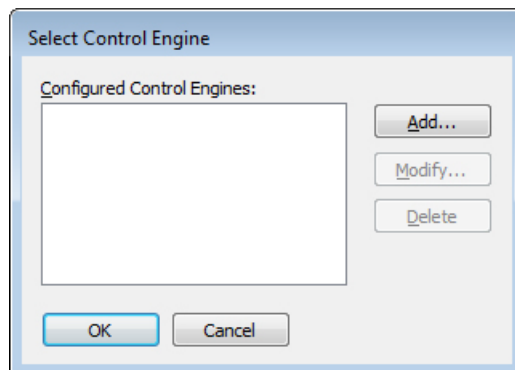 Select Control Engine
Configured Control Engines:
Add...
Modify...
Delete
OK
Cancel